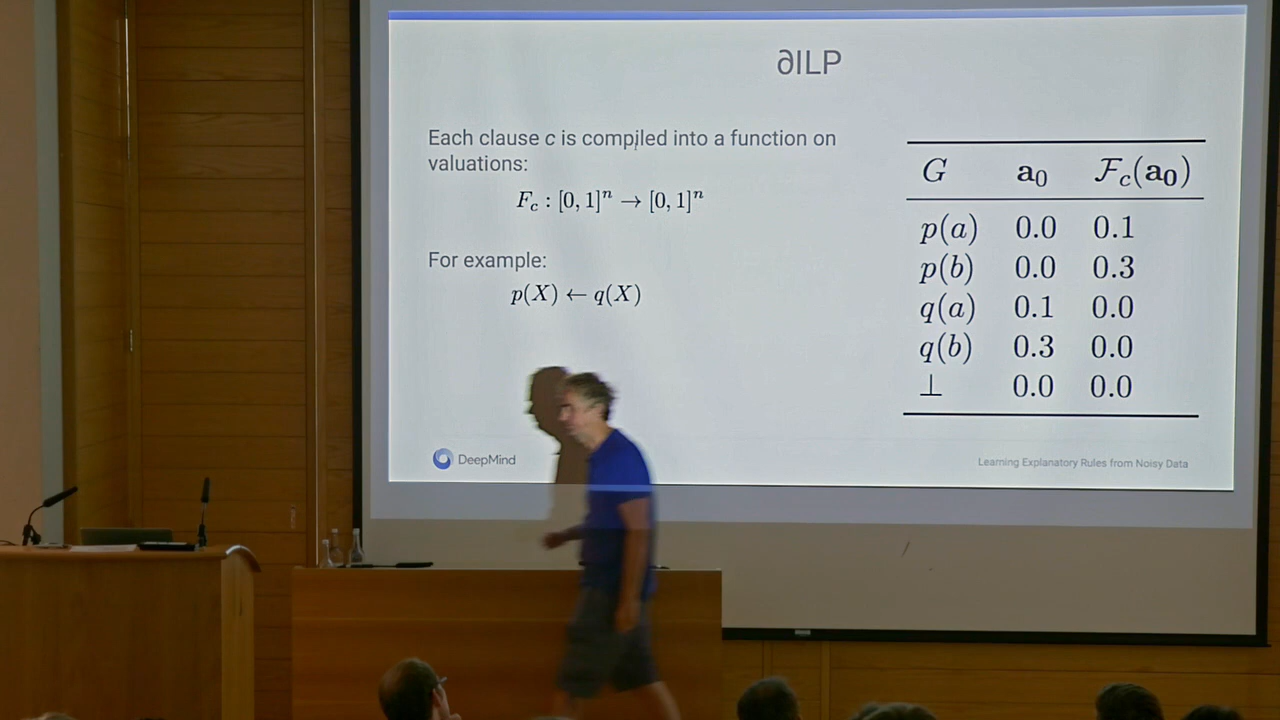 ∂ILP
Each clause c is compiled into a function on
valuations:
F_c : [0, 1]^n → [0, 1]^n
For example:
p(X) ← q(X)
G a_0 F_c(a_0)
p(a) 0.0 0.1
p(b) 0.0 0.3
q(a) 0.1 0.0
q(b) 0.3 0.0
⊥ 0.0 0.0
DeepMind
Learning Explanatory Rules from Noisy Data